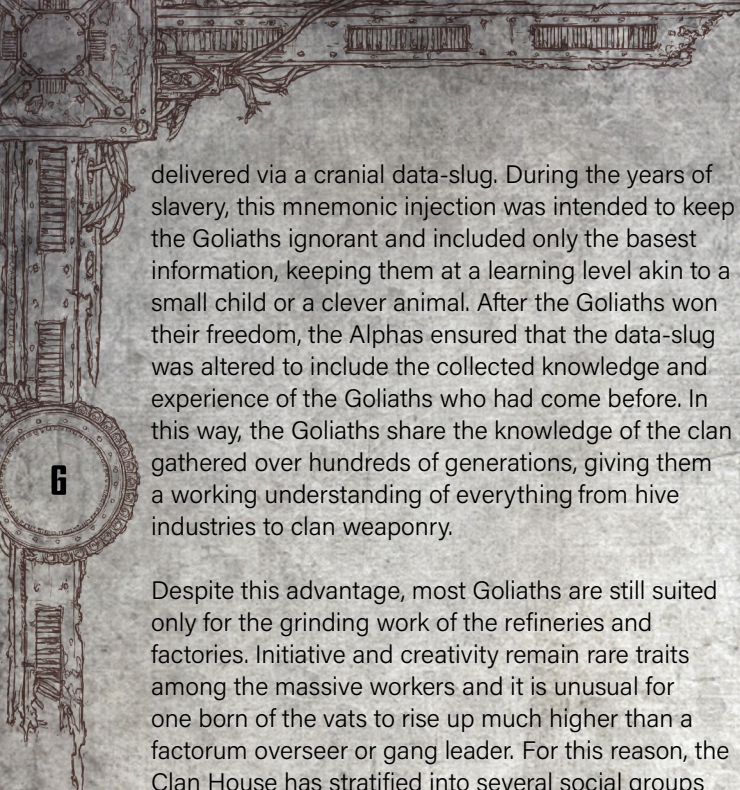 delivered via a cranial data-slug. During the years of
slavery, this mnemonic injection was intended to keep
the Goliaths ignorant and included only the basest
information, keeping them at a learning level akin to a
small child or a clever animal. After the Goliaths won
their freedom, the Alphas ensured that the data-slug
was altered to include the collected knowledge and
experience of the Goliaths who had come before. In
this way, the Goliaths share the knowledge of the clan
gathered over hundreds of generations, giving them
a working understanding of everything from hive
industries to clan weaponry.
6
Despite this advantage, most Goliaths are still suited
only for the grinding work of the refineries and
factories. Initiative and creativity remain rare traits
among the massive workers and it is unusual for
one born of the vats to rise up much higher than a
factorum overseer or gang leader. For this reason, the
Clan House has stratified into several social groups